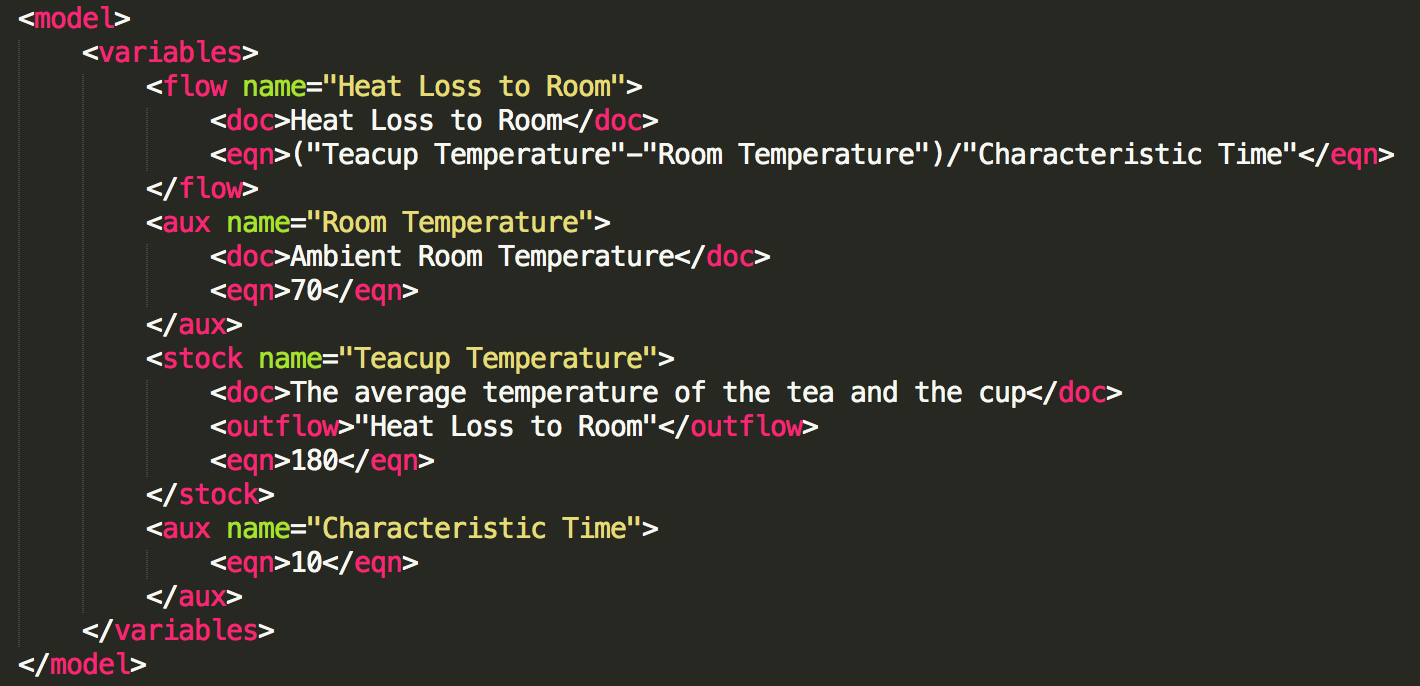 <model>
<variables>
<flow name="Heat Loss to Room">
<doc>Heat Loss to Room</doc>
<eqn>("Teacup Temperature"-"Room Temperature")/"Characteristic Time"</eqn>
</flow>
<aux name="Room Temperature">
<doc>Ambient Room Temperature</doc>
<eqn>70</eqn>
</aux>
<stock name="Teacup Temperature">
<doc>The average temperature of the tea and the cup</doc>
<outflow>"Heat Loss to Room"</outflow>
<eqn>180</eqn>
</stock>
<aux name="Characteristic Time">
<eqn>10</eqn>
</aux>
</variables>
</model>